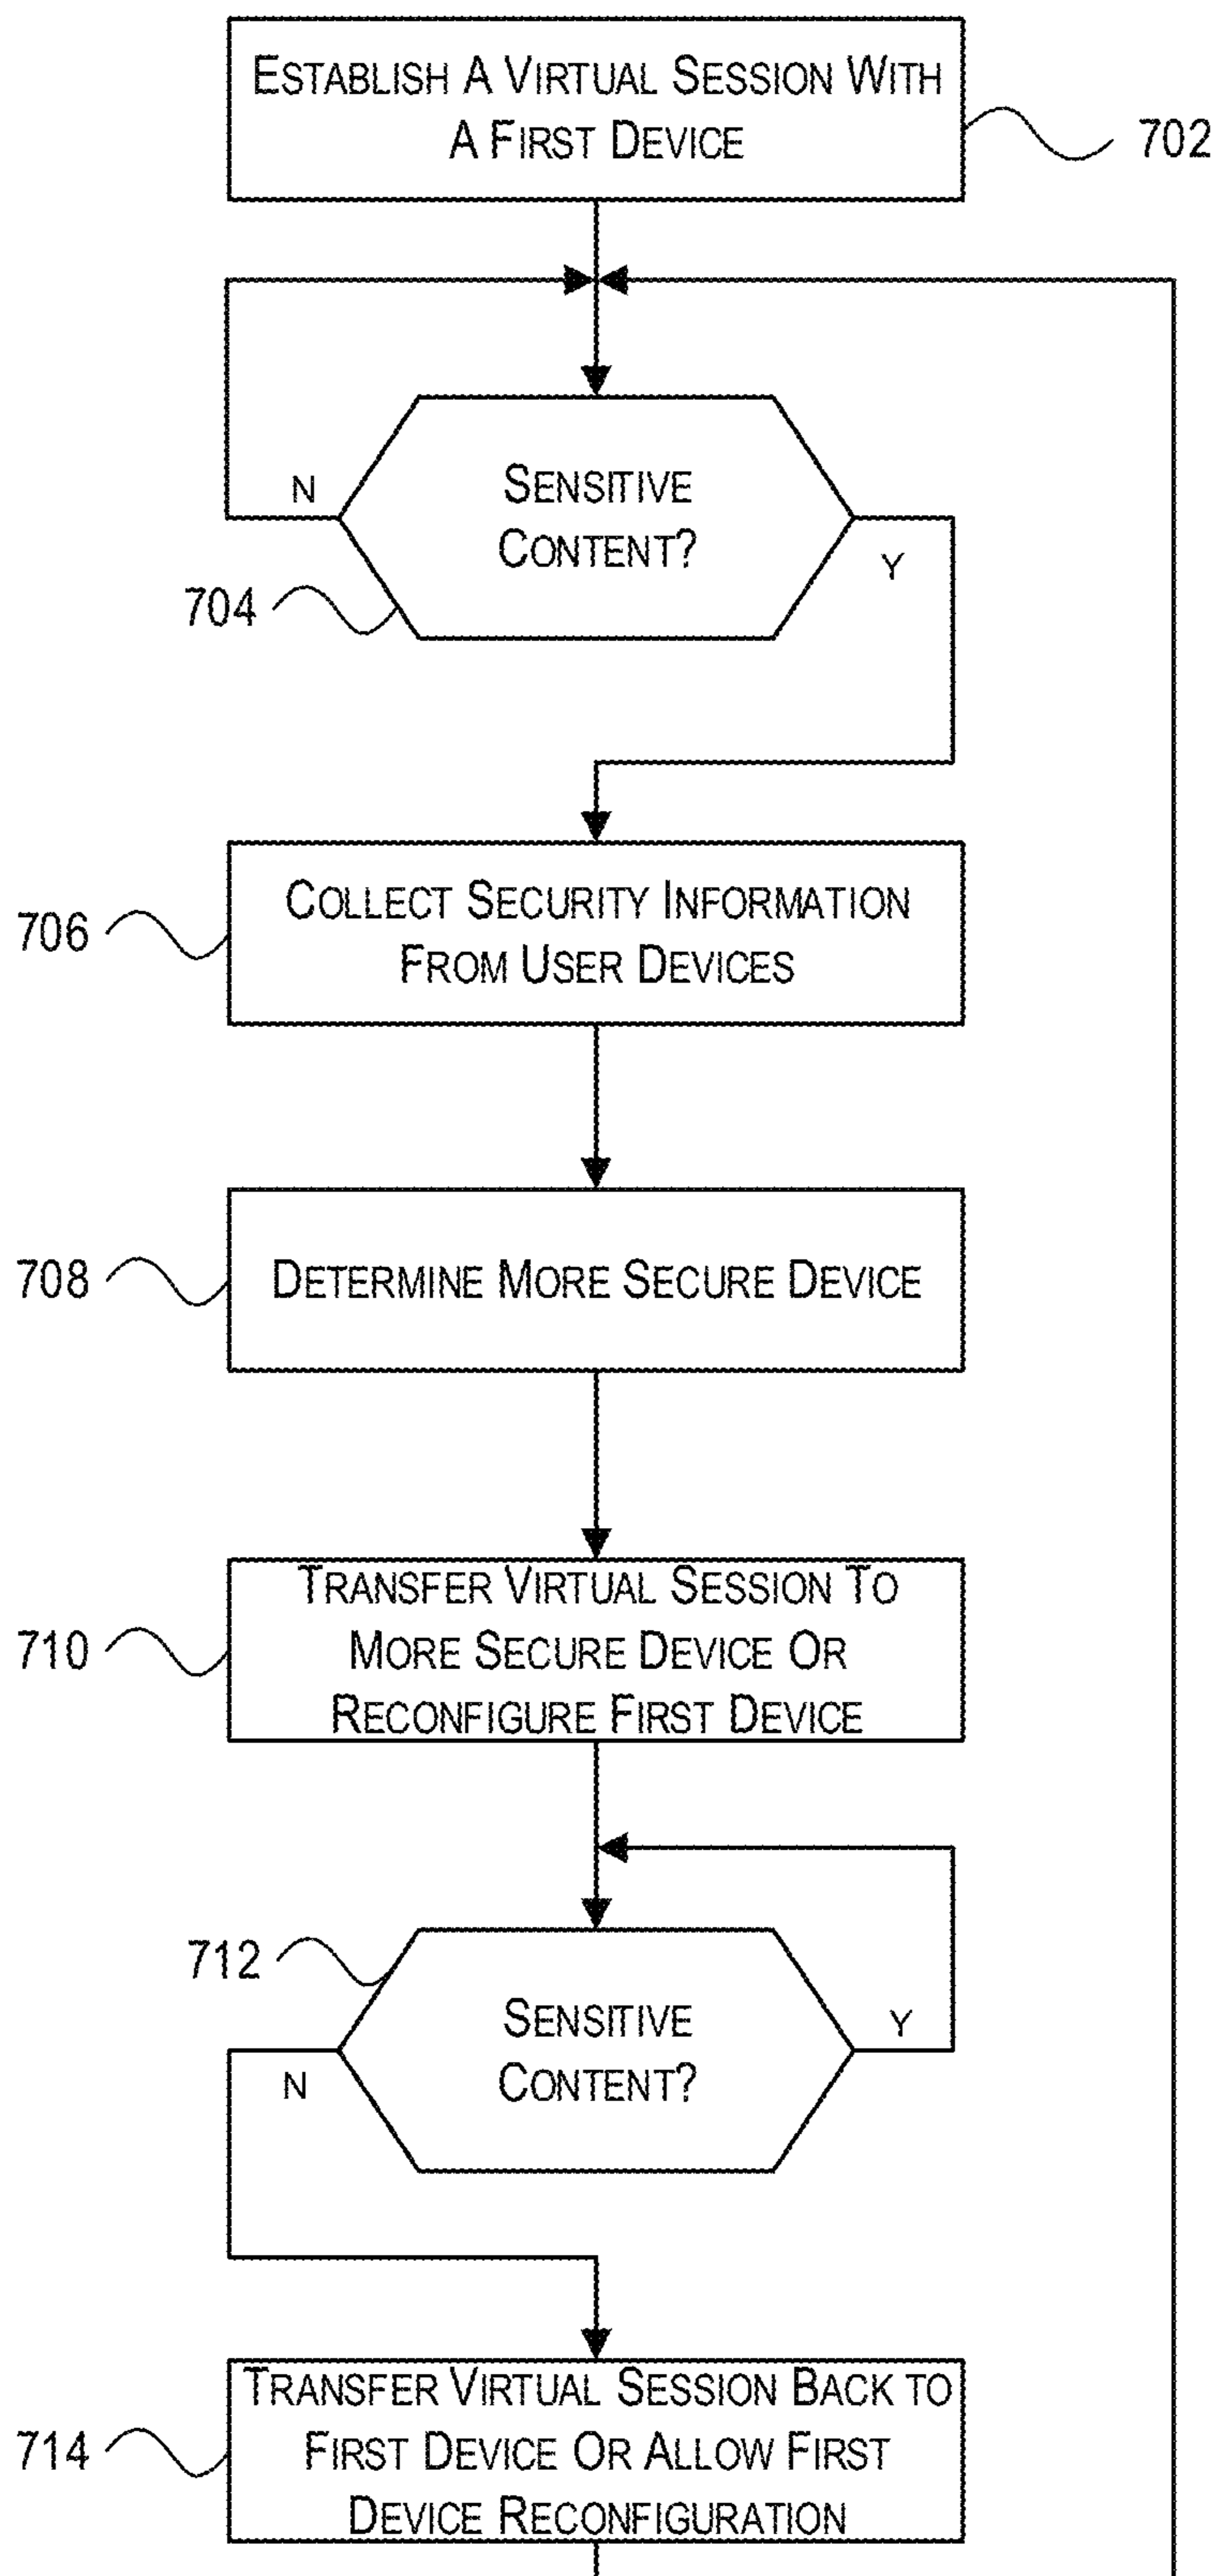 ESTABLISH A VIRTUAL SESSION WITH
A FIRST DEVICE
702
SENSITIVE
CONTENT?
N
Y
704
COLLECT SECURITY INFORMATION
FROM USER DEVICES
706
DETERMINE MORE SECURE DEVICE
708
TRANSFER VIRTUAL SESSION TO
MORE SECURE DEVICE OR
RECONFIGURE FIRST DEVICE
710
712
SENSITIVE
CONTENT?
Y
N
TRANSFER VIRTUAL SESSION BACK TO
FIRST DEVICE OR ALLOW FIRST
DEVICE RECONFIGURATION
714